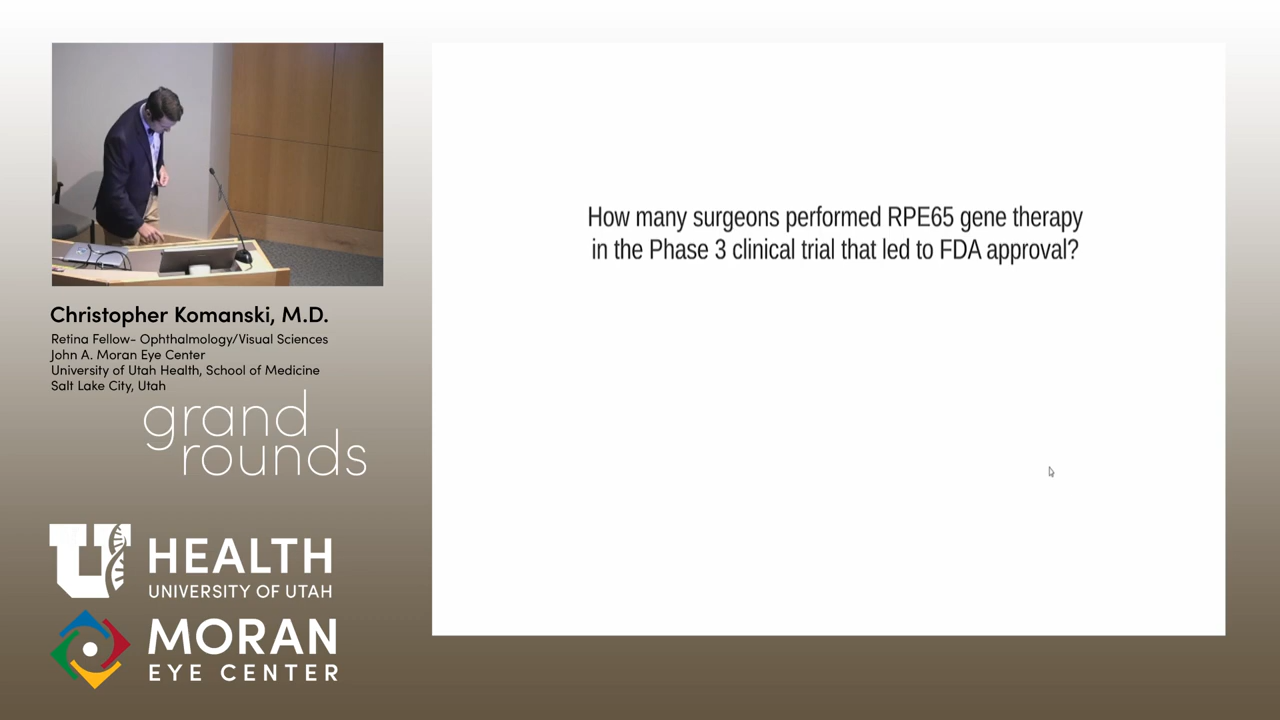 How many surgeons performed RPE65 gene therapy
in the Phase 3 clinical trial that led to FDA approval?
Christopher Komanski, M.D.
Retina Fellow- Ophthalmology/Visual Sciences
John A. Moran Eye Center
University of Utah Health, School of Medicine
Salt Lake City, Utah
grand
rounds
U HEALTH
UNIVERSITY OF UTAH
MORAN
EYE CENTER